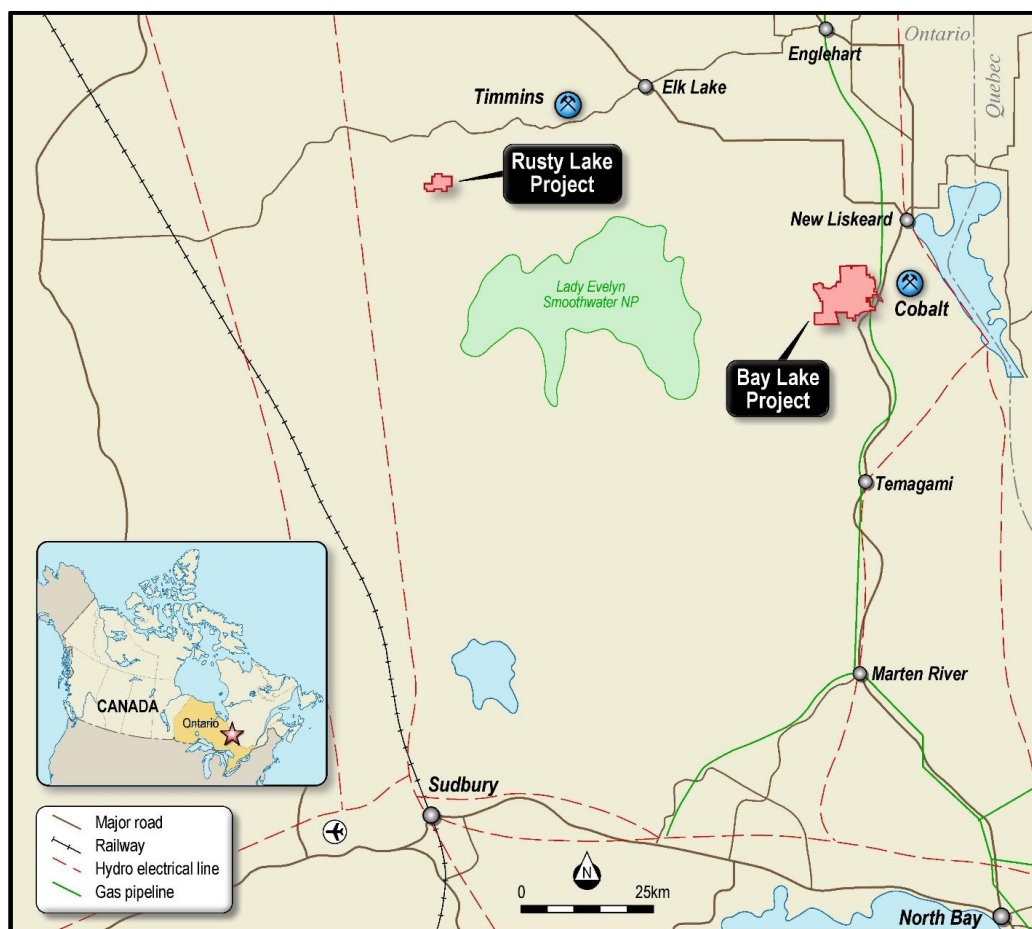 Englehart
Ontario
Quebec
Elk Lake
Timmins
Rusty Lake
Project
New Liskeard
Lady Evelyn
Smoothwater NP
Cobalt
Bay Lake
Project
Temagami
Marten River
CANADA
Ontario
Sudbury
Major road
Railway
Hydro electrical line
Gas pipeline
N
0 25km
North Bay